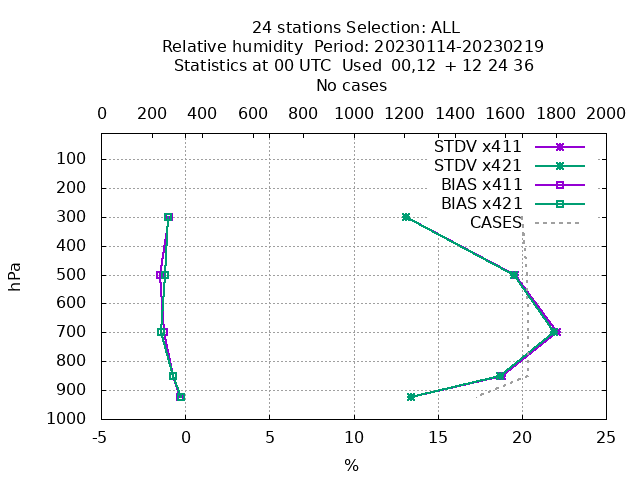 24 stations Selection: ALL
Relative humidity  Period: 20230114-20230219
Statistics at 00 UTC  Used  00,12  + 12 24 36
No cases
0 200 400 600 800 1000 1200 1400 1600 1800 2000
STDV x411
STDV x421
BIAS x411
BIAS x421
CASES
100
200
300
400
500
600
700
800
900
1000
hPa
-5 0 5 10 15 20 25
%